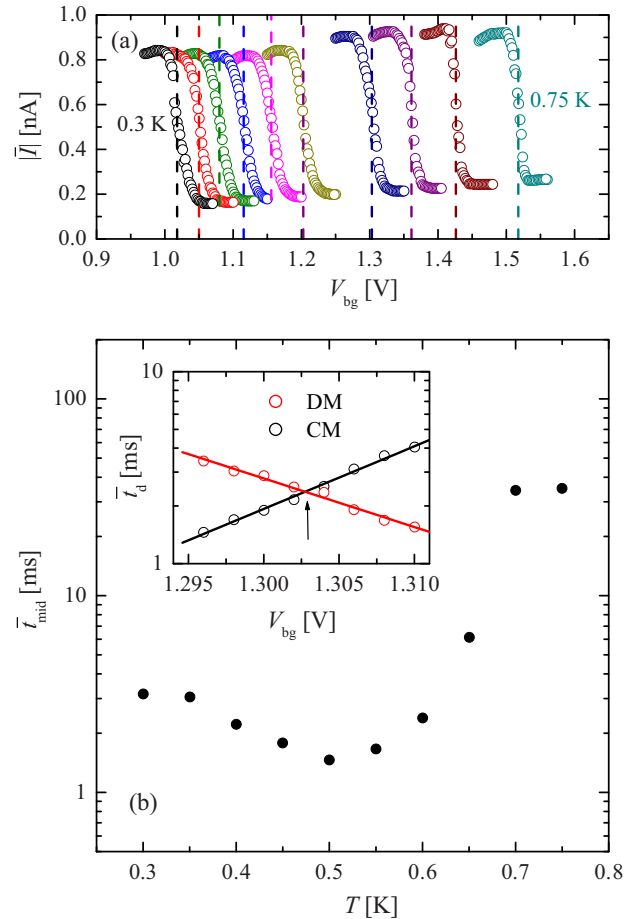 (a)
1.0
0.8
0.6
0.4
0.2
0.0
|I̅| [nA]
0.3 K
0.75 K
0.9 1.0 1.1 1.2 1.3 1.4 1.5 1.6
V_bg [V]
100
10
1
t̅_mid [ms]
10
1
t̅_d [ms]
DM
CM
1.295 1.300 1.305 1.310
V_bg [V]
(b)
0.3 0.4 0.5 0.6 0.7 0.8
T [K]